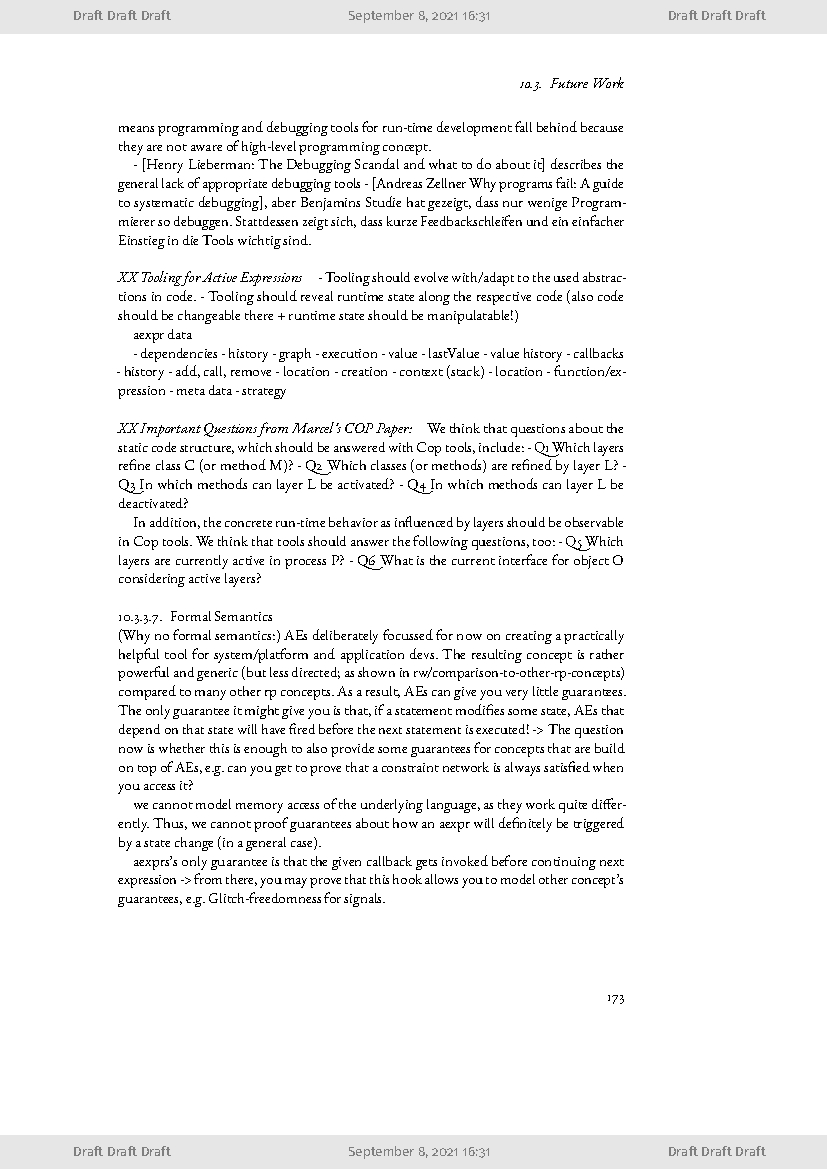 Draft Draft Draft September 8, 2021 16:31 Draft Draft Draft
10.3. Future Work
means programming and debugging tools for run-time development fall behind because
they are not aware of high-level programming concept.
- [Henry Lieberman: The Debugging Scandal and what to do about it] describes the
general lack of appropriate debugging tools - [Andreas Zellner Why programs fail: A guide
to systematic debugging], aber Benjamins Studie hat gezeigt, dass nur wenige Program-
mierer so debuggen. Stattdessen zeigt sich, dass kurze Feedbackschleifen und ein einfacher
Einstieg in die Tools wichtig sind.
XX Tooling for Active Expressions - Tooling should evolve with/adapt to the used abstrac-
tions in code. - Tooling should reveal runtime state along the respective code (also code
should be changeable there + runtime state should be manipulatable!)
aexpr data
- dependencies - history - graph - execution - value - lastValue - value history - callbacks
- history - add, call, remove - location - creation - context (stack) - location - function/ex-
pression - meta data - strategy
XX Important Questions from Marcel's COP Paper: We think that questions about the
static code structure, which should be answered with Cop tools, include: - Q1 Which layers
refine class C (or method M)? - Q2 Which classes (or methods) are refined by layer L? -
Q3 In which methods can layer L be activated? - Q4 In which methods can layer L be
deactivated?
In addition, the concrete run-time behavior as influenced by layers should be observable
in Cop tools. We think that tools should answer the following questions, too: - Q5 Which
layers are currently active in process P? - Q6 What is the current interface for object O
considering active layers?
10.3.3.7. Formal Semantics
(Why no formal semantics:) AEs deliberately focussed for now on creating a practically
helpful tool for system/platform and application devs. The resulting concept is rather
powerful and generic (but less directed; as shown in rw/comparison-to-other-rp-concepts)
compared to many other rp concepts. As a result, AEs can give you very little guarantees.
The only guarantee it might give you is that, if a statement modifies some state, AEs that
depend on that state will have fired before the next statement is executed! -> The question
now is whether this is enough to also provide some guarantees for concepts that are build
on top of AEs, e.g. can you get to prove that a constraint network is always satisfied when
you access it?
we cannot model memory access of the underlying language, as they work quite differ-
ently. Thus, we cannot proof guarantees about how an aexpr will definitely be triggered
by a state change (in a general case).
aexprs's only guarantee is that the given callback gets invoked before continuing next
expression -> from there, you may prove that this hook allows you to model other concept's
guarantees, e.g. Glitch-freedomness for signals.
173
Draft Draft Draft September 8, 2021 16:31 Draft Draft Draft